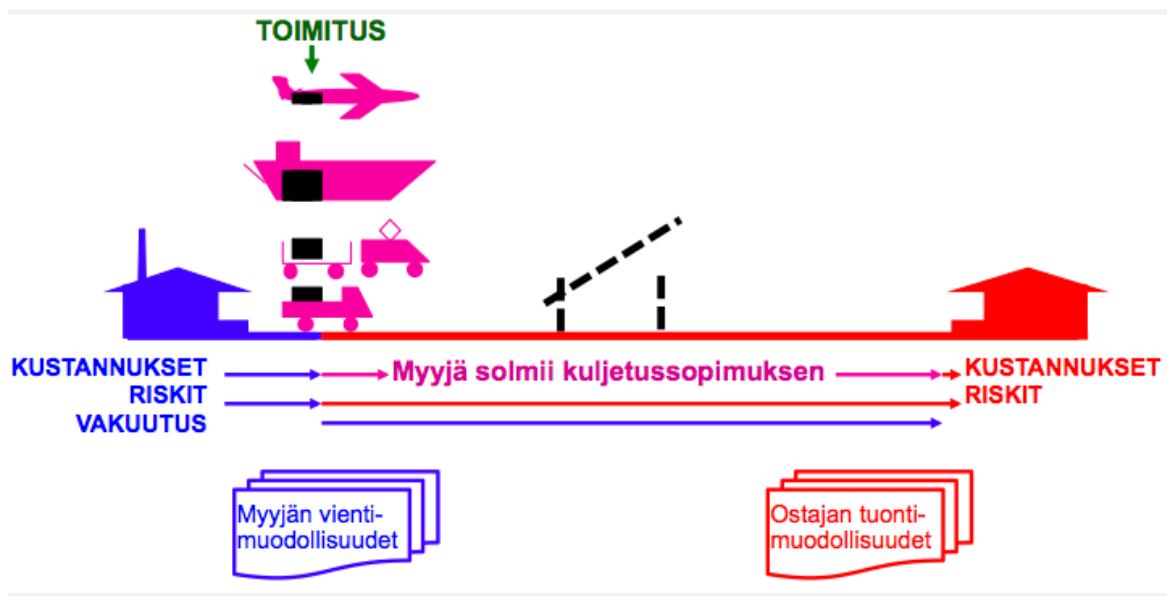 TOIMITUS
KUSTANNUKSET
RISKIT
VAKUUTUS
Myyjä solmii kuljetussopimuksen
KUSTANNUKSET
RISKIT
Myyjän vienti-
muodollisuudet
Ostajan tuonti-
muodollisuudet